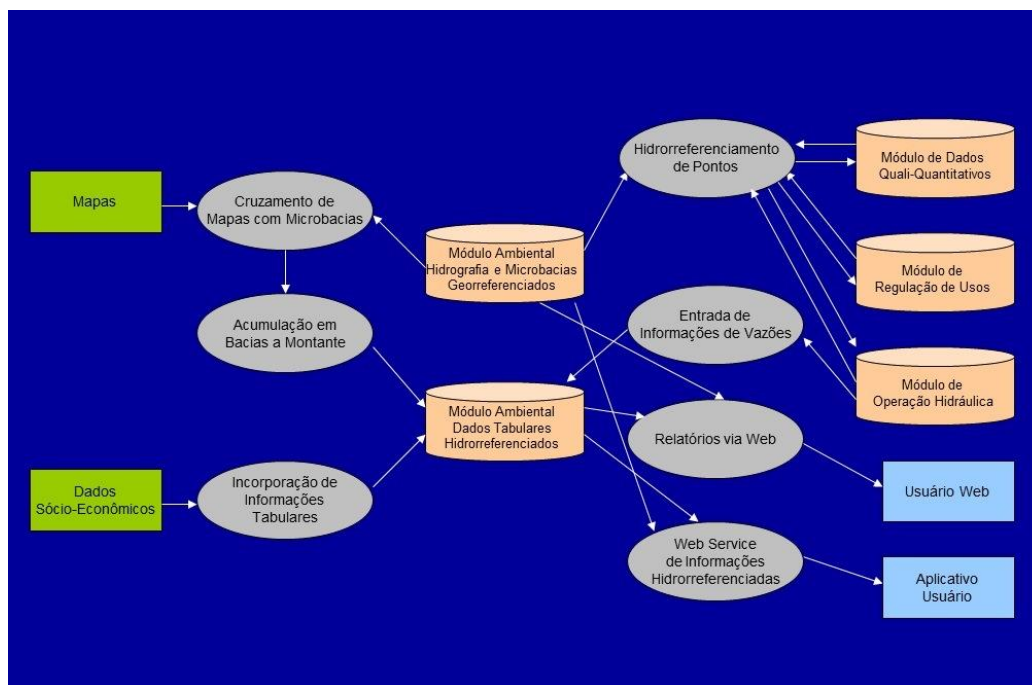 Mapas
Cruzamento de
Mapas com Microbacias
Acumulação em
Bacias a Montante
Dados
Sócio-Econômicos
Incorporação de
Informações
Tabulares
Módulo Ambiental
Hidrografia e Microbacias
Georreferenciados
Módulo Ambiental
Dados Tabulares
Hidrorreferenciados
Hidrorreferenciamento
de Pontos
Entrada de
Informações de Vazões
Relatórios via Web
Web Service
de Informações
Hidrorreferenciadas
Módulo de Dados
Quali-Quantitativos
Módulo de
Regulação de Usos
Módulo de
Operação Hidráulica
Usuário Web
Aplicativo
Usuário